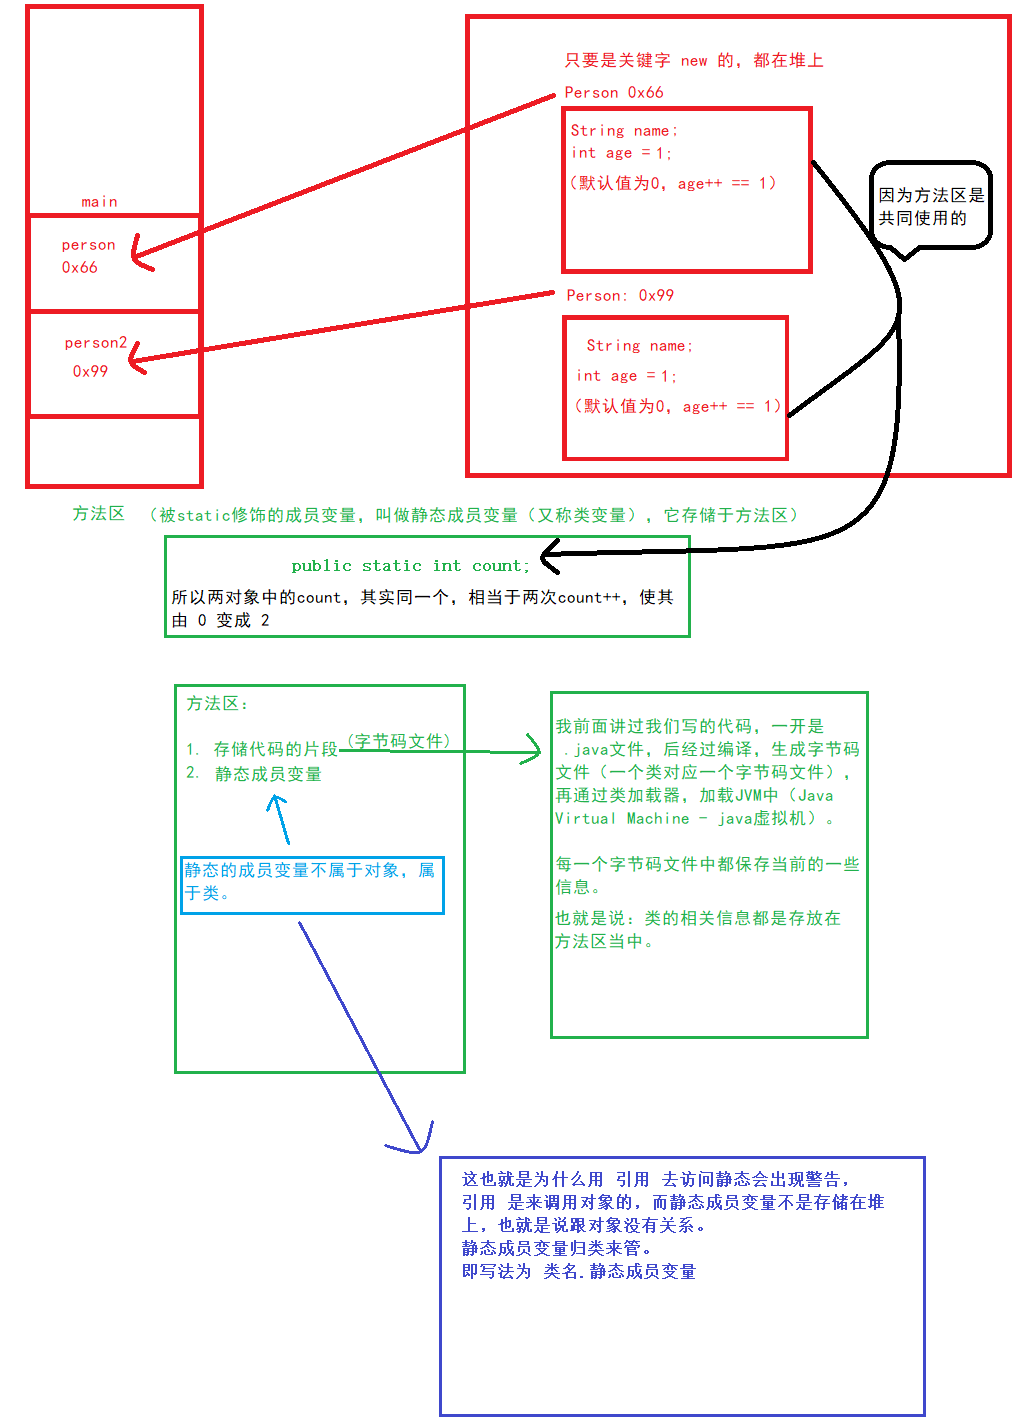 只要是关键字 new 的，都在堆上
Person 0x66
String name;
int age = 1;
（默认值为0，age++ == 1）
因为方法区是
共同使用的
main
person
0x66
Person: 0x99
person2
0x99
String name;
int age = 1;
（默认值为0，age++ == 1）
方法区 （被static修饰的成员变量，叫做静态成员变量（又称类变量），它存储于方法区）
public static int count;
所以两对象中的count，其实同一个，相当于两次count++，使其
由 0 变成 2
方法区：
1. 存储代码的片段
(字节码文件)
2. 静态成员变量
静态的成员变量不属于对象，属
于类。
我前面讲过我们写的代码，一开是
.java文件，后经过编译，生成字节码
文件（一个类对应一个字节码文件），
再通过类加载器，加载JVM中（Java
Virtual Machine - java虚拟机）。
每一个字节码文件中都保存当前的一些
信息。
也就是说：类的相关信息都是存放在
方法区当中。
这也就是为什么用 引用 去访问静态会出现警告，
引用 是来调用对象的，而静态成员变量不是存储在堆
上，也就是说跟对象没有关系。
静态成员变量归类来管。
即写法为 类名.静态成员变量